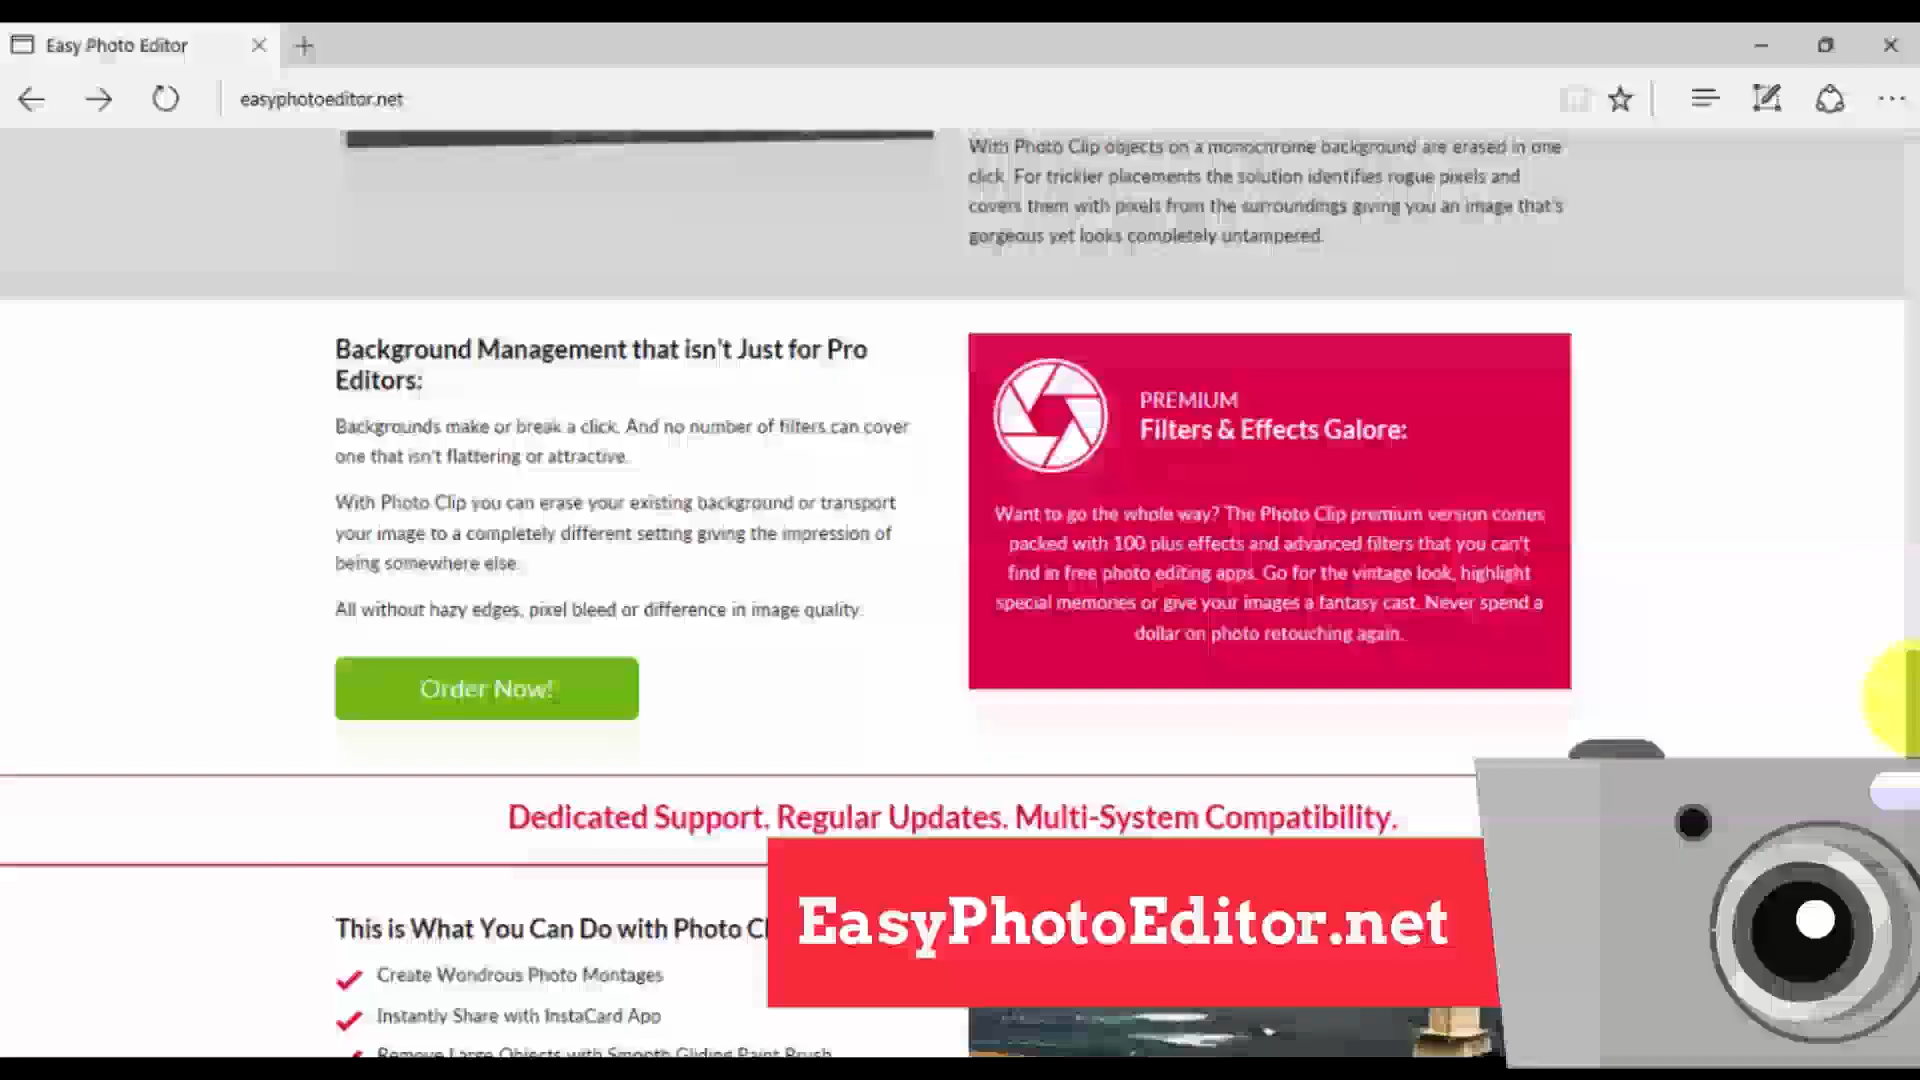 Easy Photo Editor
easyphotoeditor.net
With Photo Clip objects on a monochrome background are erased in one
click. For trickier placements the solution identifies rogue pixels and
covers them with pixels from the surroundings giving you an image that's
gorgeous yet looks completely untampered.
Background Management that isn't Just for Pro
Editors:
Backgrounds make or break a click. And no number of filters can cover
one that isn't flattering or attractive.
With Photo Clip you can erase your existing background or transport
your image to a completely different setting giving the impression of
being somewhere else.
All without hazy edges, pixel bleed or difference in image quality.
Order Now!
PREMIUM
Filters & Effects Galore:
Want to go the whole way? The Photo Clip premium version comes
packed with 100 plus effects and advanced filters that you can't
find in free photo editing apps. Go for the vintage look, highlight
special memories or give your images a fantasy cast. Never spend a
dollar on photo retouching again.
Dedicated Support. Regular Updates. Multi-System Compatibility.
This is What You Can Do with Photo
Create Wondrous Photo Montages
Instantly Share with InstaCard App
Remove Large Objects with Smooth Gliding Paint Brush
EasyPhotoEditor.net